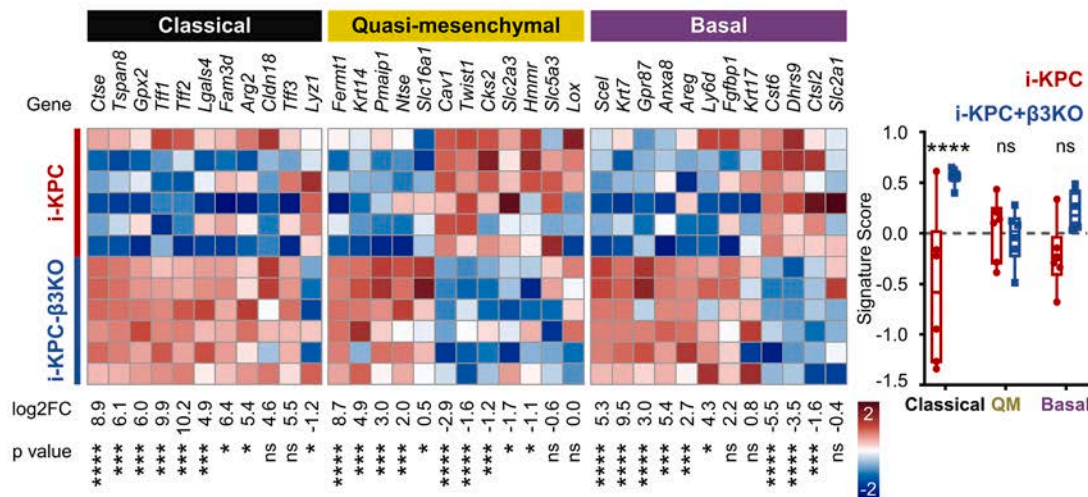 Classical Quasi-mesenchymal Basal
Gene Ctse Tspan8 Gpx2 Tiff1 Tiff2 Lgals4 Fam3d Arg2 Cldn18 Tiff3 Lyz1 Fermt1 Krt14 Pmaip1 Ntse Slc16a1 Cav1 Twist1 Cks2 Slc2a3 Hmmr Slc5a3 Lox Scel Krt7 Gpr87 Anxa8 Areg Ly6d Fgfbp1 Krt17 Cst6 Dhrs9 Ctsl2 Slc2a1
i-KPC
i-KPC-β3KO
log2FC 8.9 6.1 6.0 9.9 10.2 4.9 6.4 5.4 4.6 5.5 -1.2 8.7 4.9 3.0 2.0 0.5 -2.9 -1.6 -1.2 -1.7 -1.1 -0.6 0.0 5.3 9.5 3.0 5.4 2.7 4.3 2.2 0.8 -5.5 -3.5 -1.6 -0.4
p value **** *** *** *** *** *** * * ns ns * **** *** *** *** * **** **** *** * * ns ns **** **** **** *** *** * ns ns **** **** *** ns
2
-2
i-KPC
i-KPC+β3KO
**** ns ns
Signature Score
1.0
0.5
0.0
-0.5
-1.0
-1.5
Classical QM Basal